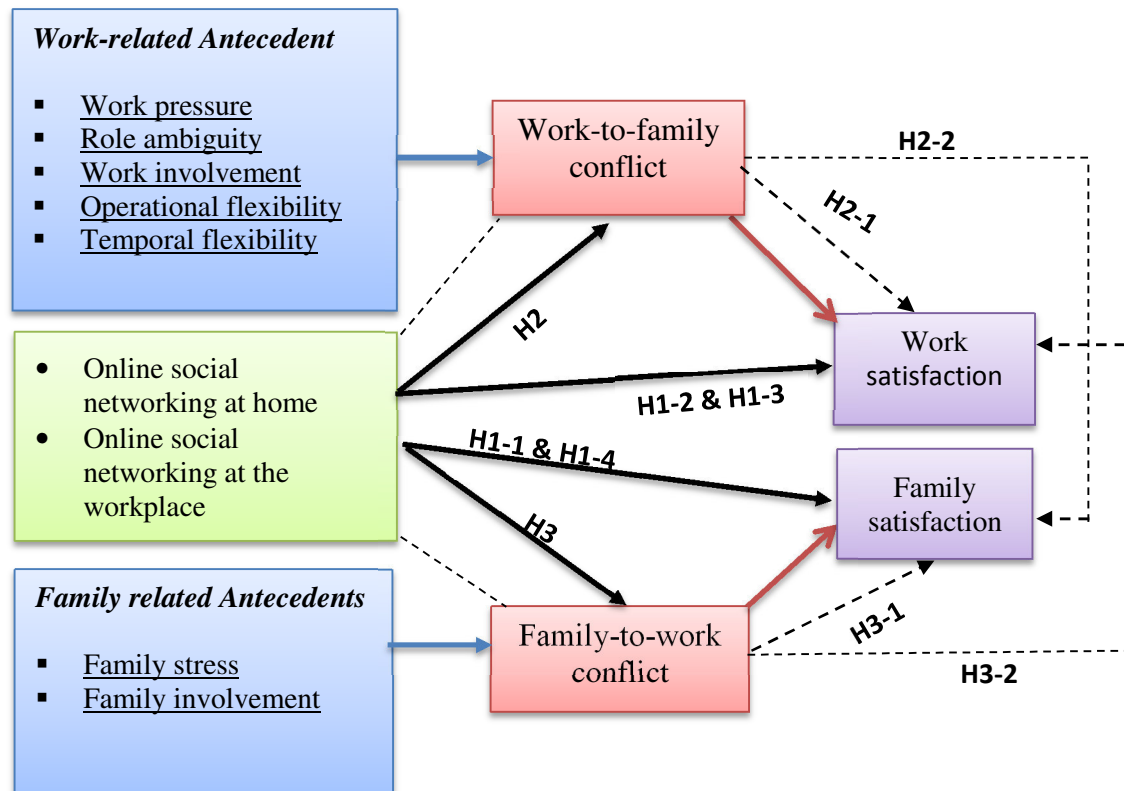 Work-related Antecedent
▪ Work pressure
▪ Role ambiguity
▪ Work involvement
▪ Operational flexibility
▪ Temporal flexibility
Work-to-family
conflict
H2-2
H2-1
H2
• Online social
networking at home
• Online social
networking at the
workplace
H1-2 & H1-3
H1-1 & H1-4
H3
Work
satisfaction
Family
satisfaction
Family related Antecedents
▪ Family stress
▪ Family involvement
Family-to-work
conflict
H3-1
H3-2